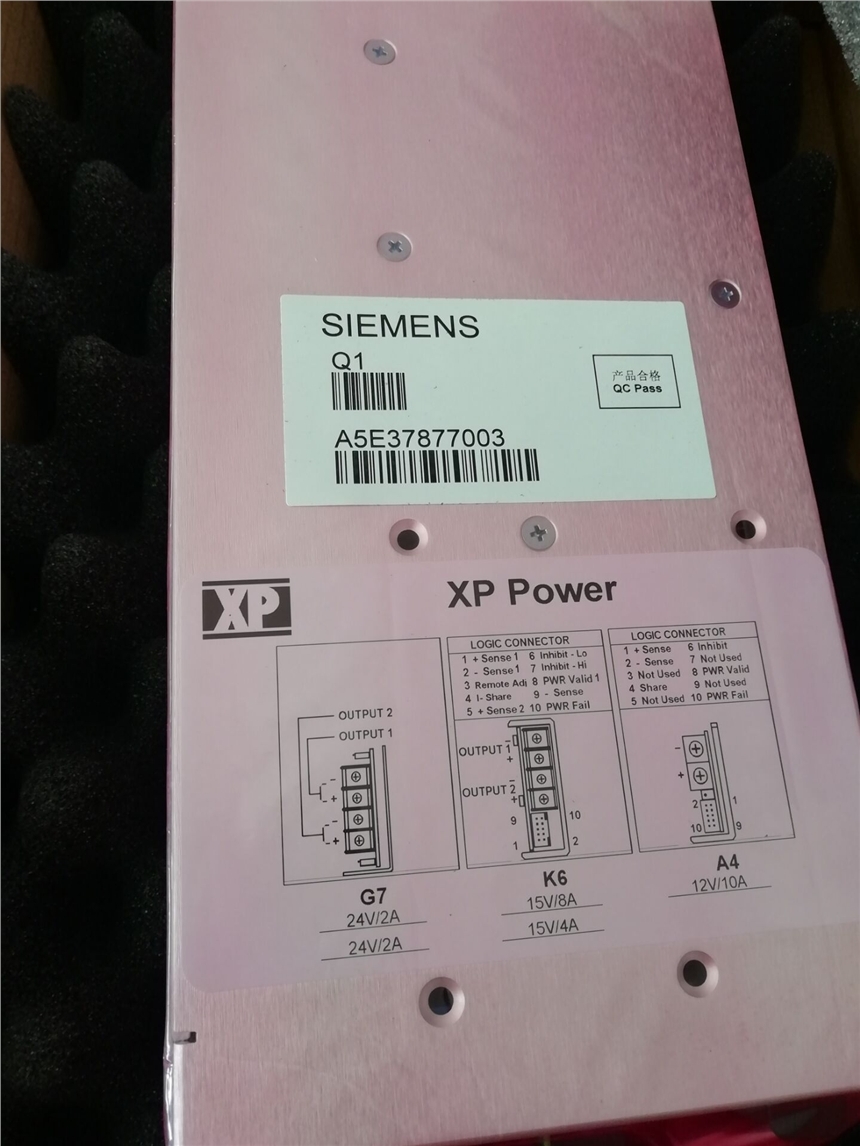 SIEMENS
Q1
产品合格
QC Pass
A5E37877003
XP
XP Power
OUTPUT 2
OUTPUT 1
- +
- +
G7
24V/2A
24V/2A
LOGIC CONNECTOR
1 + Sense 1 6 Inhibit - Lo
2 - Sense 1 7 Inhibit - Hi
3 Remote Adj 8 PWR Valid 1
4 I- Share 9 - Sense
5 + Sense 2 10 PWR Fail
OUTPUT 1 - +
OUTPUT 2 - +
9 10
1 2
K6
15V/8A
15V/4A
LOGIC CONNECTOR
1 + Sense 6 Inhibit
2 - Sense 7 Not Used
3 Not Used 8 PWR Valid
4 Share 9 Not Used
5 Not Used 10 PWR Fail
-
+
2 1
10 9
A4
12V/10A